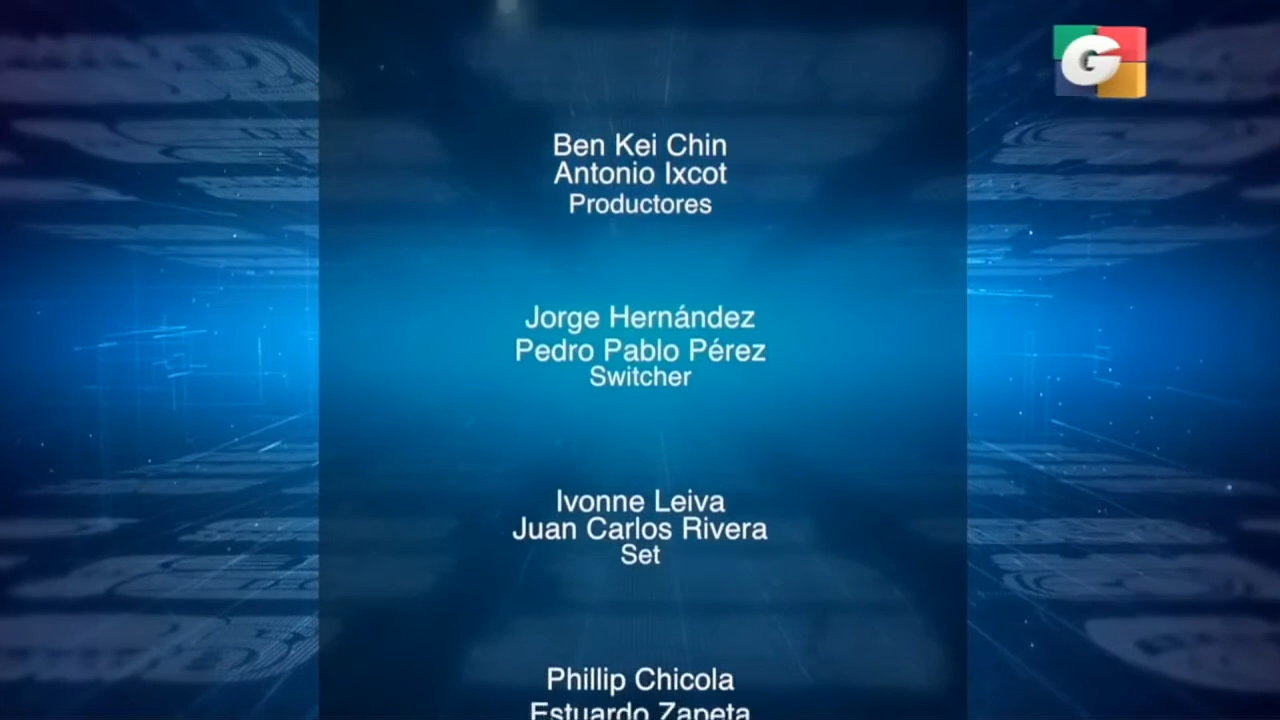 G
Ben Kei Chin
Antonio Ixcot
Productores
Jorge Hernández
Pedro Pablo Pérez
Switcher
Ivonne Leiva
Juan Carlos Rivera
Set
Phillip Chicola
Estuardo Zapeta